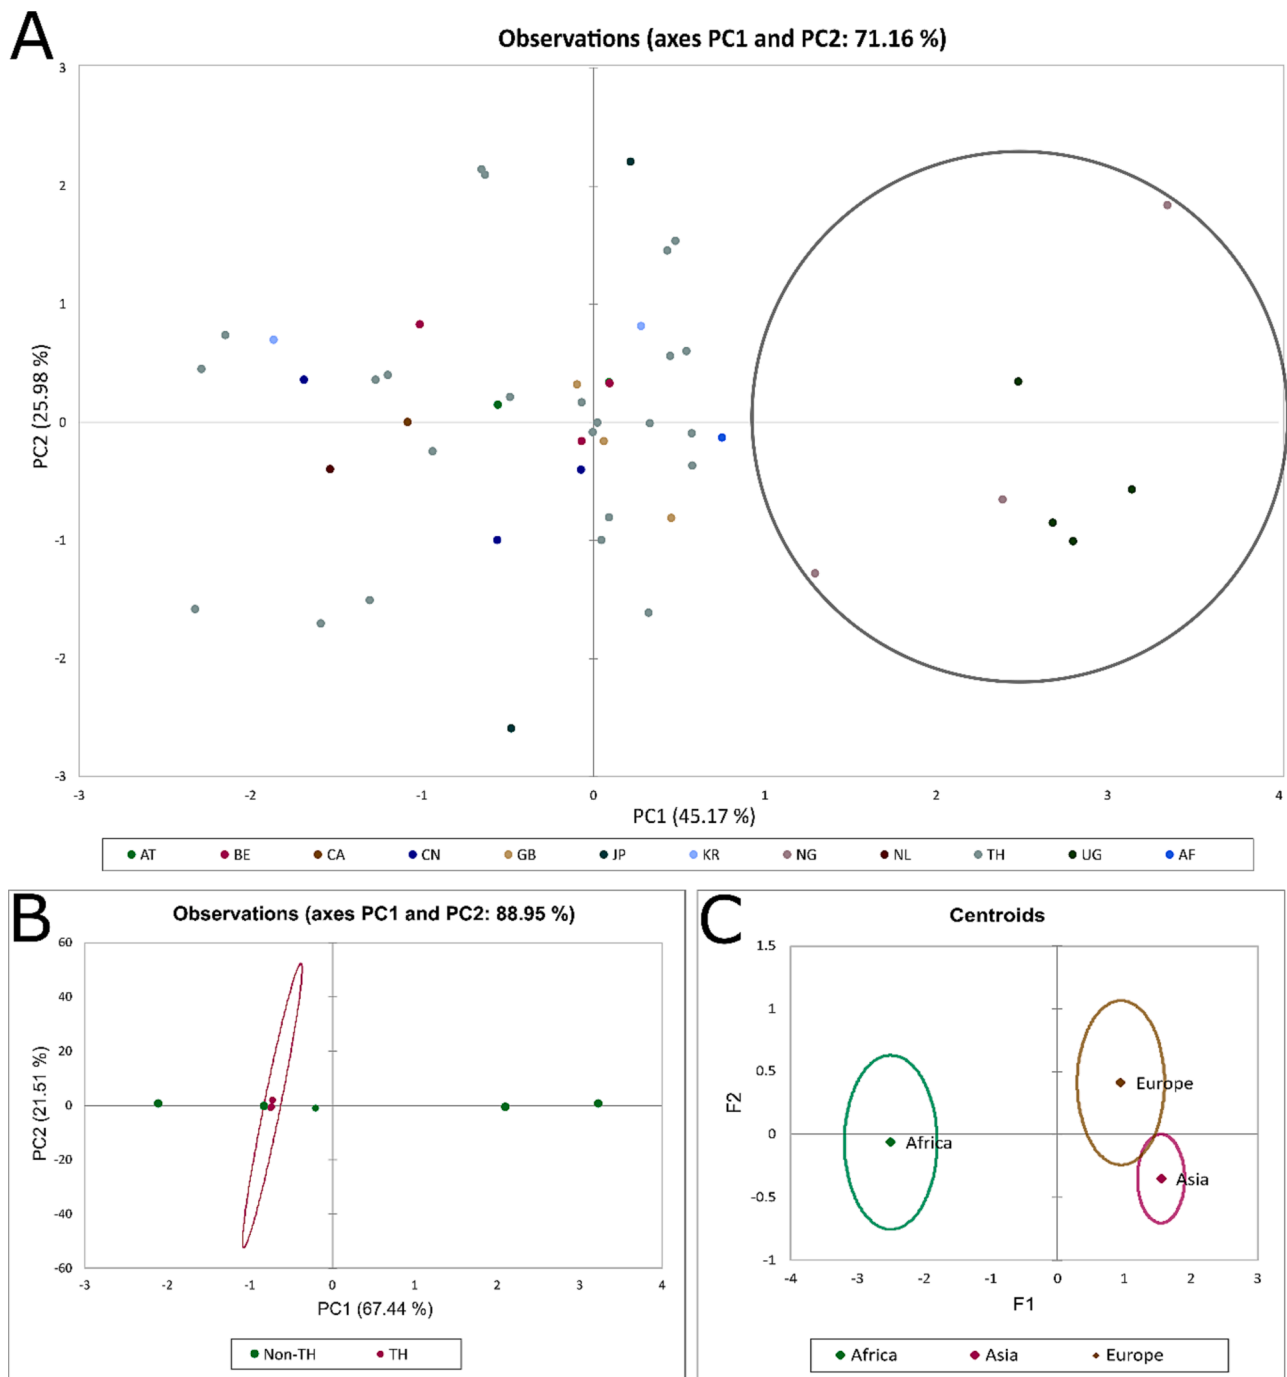 A
Observations (axes PC1 and PC2: 71.16 %)
3
2
1
0
-1
-2
-3
PC2 (25.98 %)
-3 -2 -1 0 1 2 3 4
PC1 (45.17 %)
AT BE CA CN GB JP KR NG NL TH UG AF
B
Observations (axes PC1 and PC2: 88.95 %)
60
40
20
0
-20
-40
-60
PC2 (21.51 %)
-3 -2 -1 0 1 2 3 4
PC1 (67.44 %)
Non-TH TH
C
Centroids
1.5
1
0.5
0
-0.5
-1
F2
Europe
Africa
Asia
-4 -3 -2 -1 0 1 2 3
F1
Africa Asia Europe